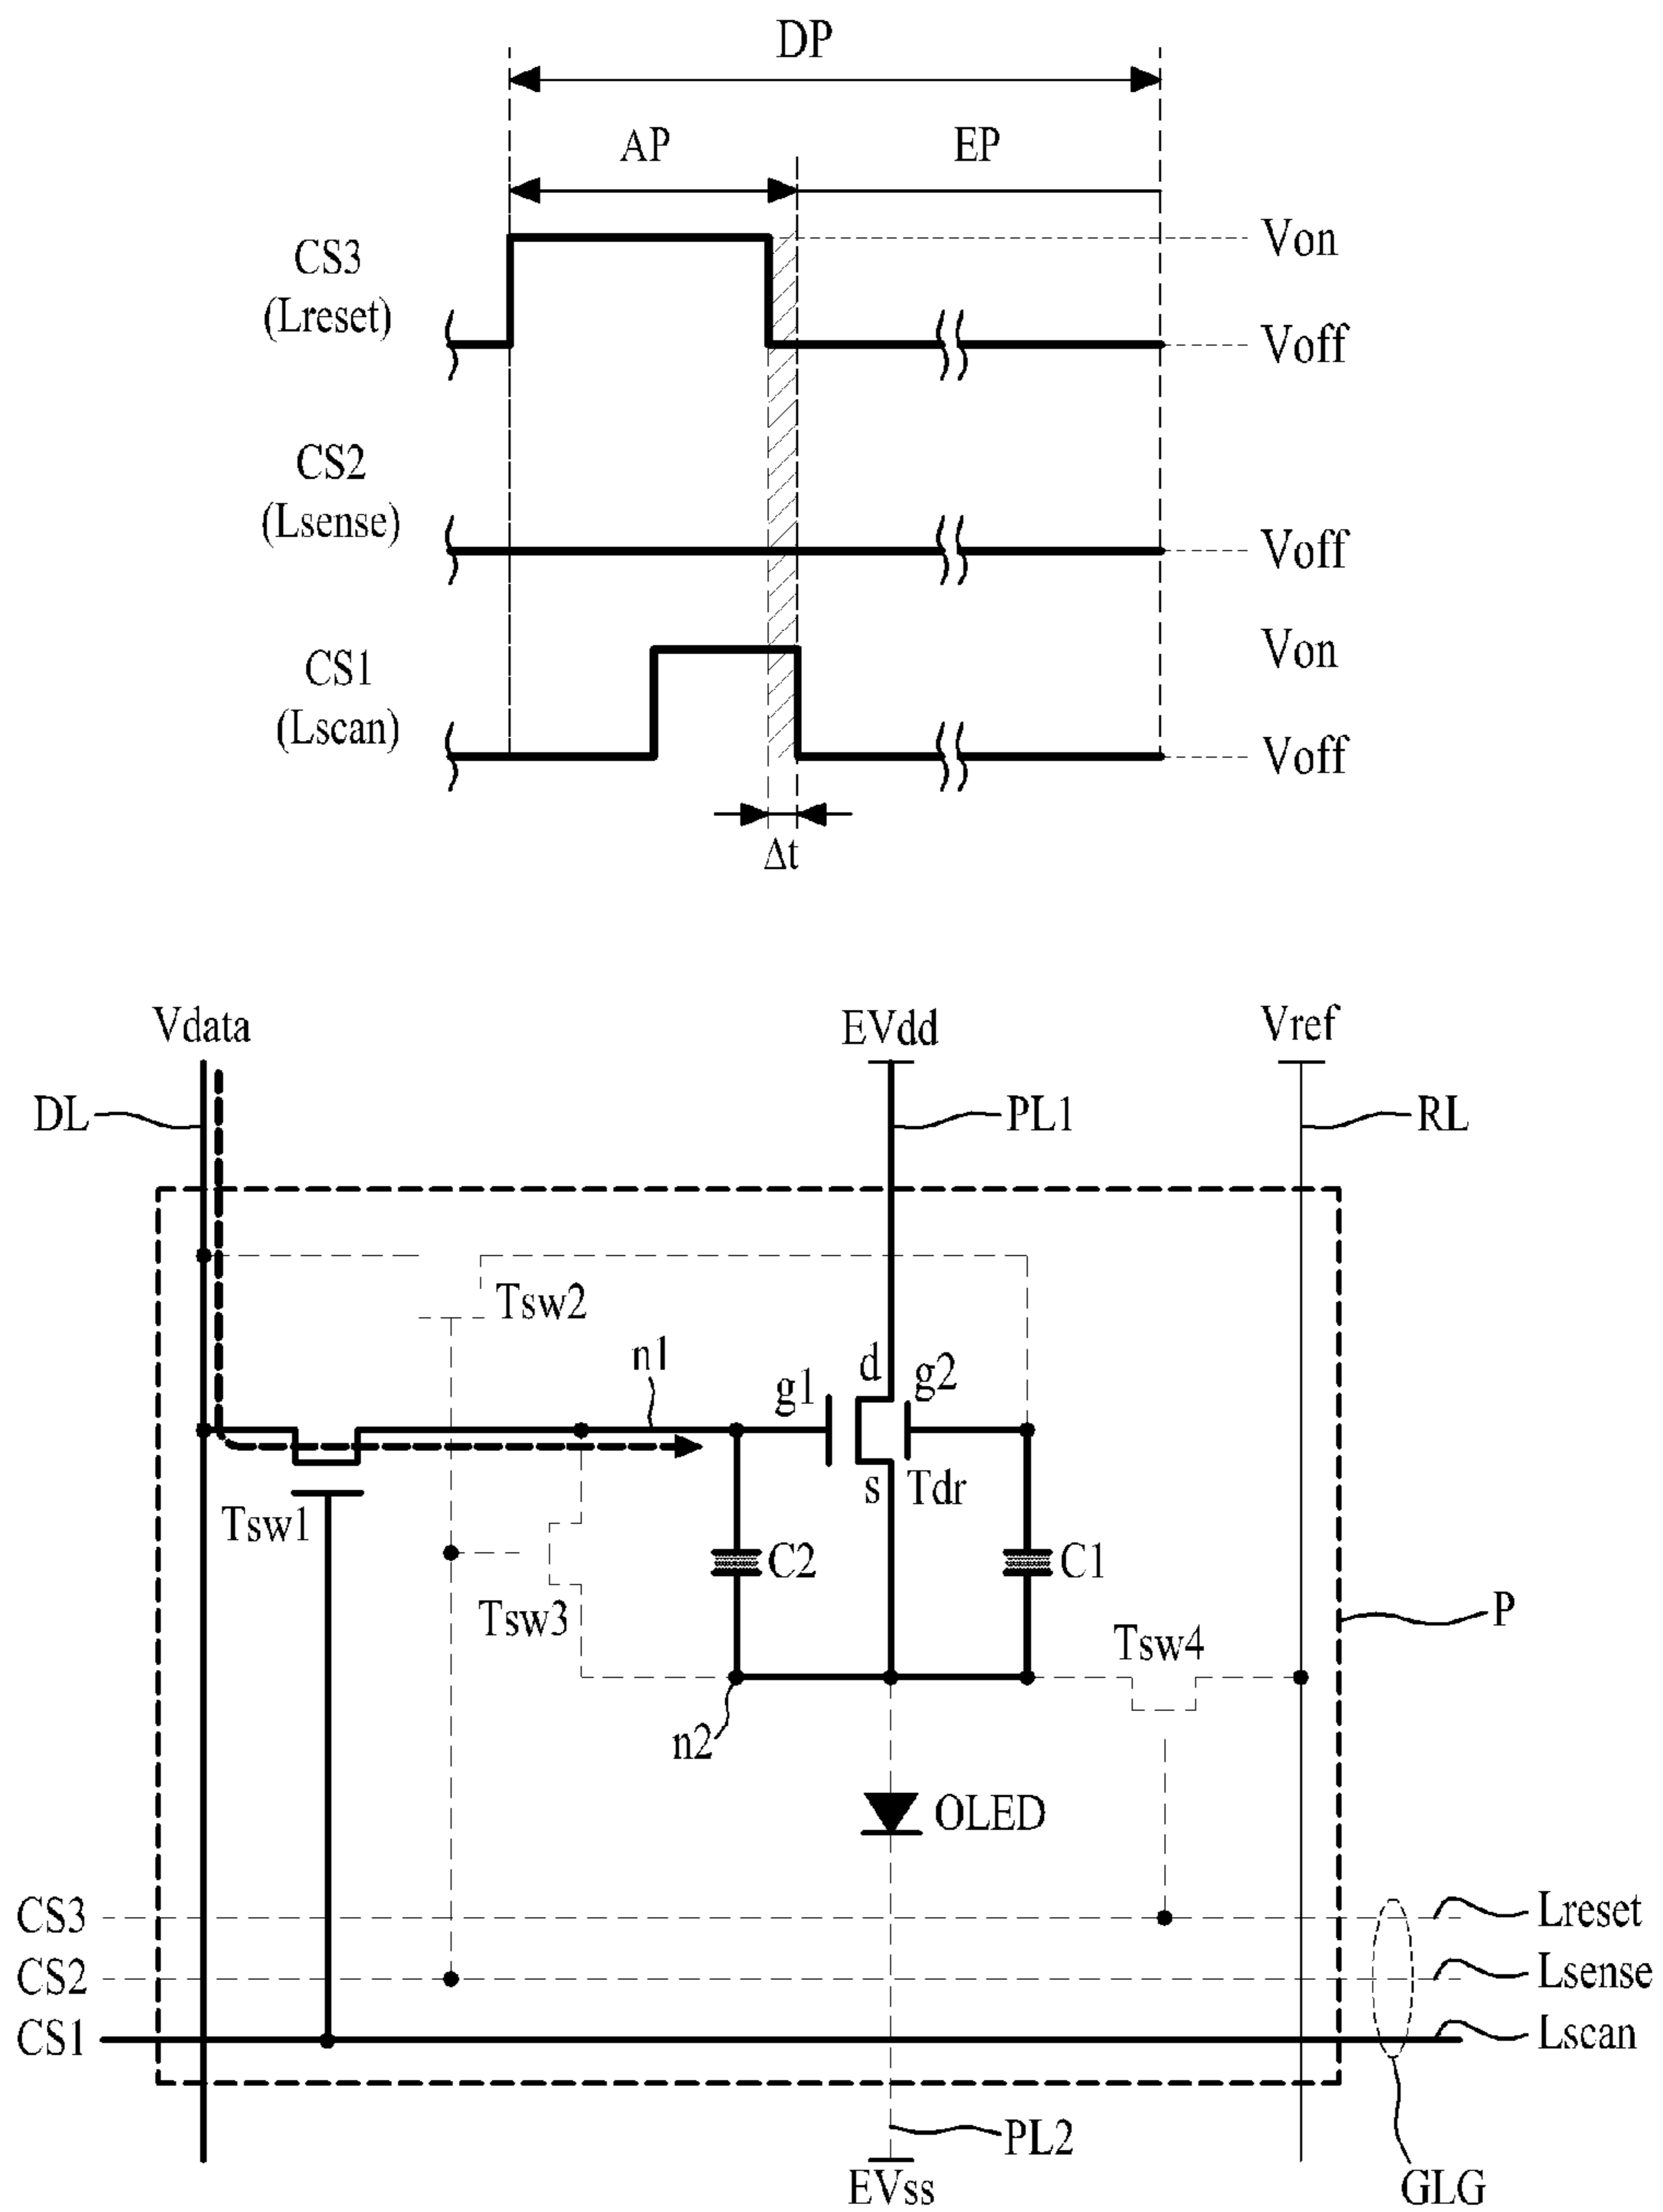 DP
AP EP
CS3
(Lreset)
Von
Voff
CS2
(Lsense)
Voff
CS1
(Lscan)
Von
Voff
Δt
Vdata EVdd Vref
DL PL1 RL
Tsw2
n1
g1 d g2
s Tdr
Tsw1
C2 C1
Tsw3
P
Tsw4
n2
OLED
CS3 Lreset
CS2 Lsense
CS1 Lscan
PL2
EVss GLG